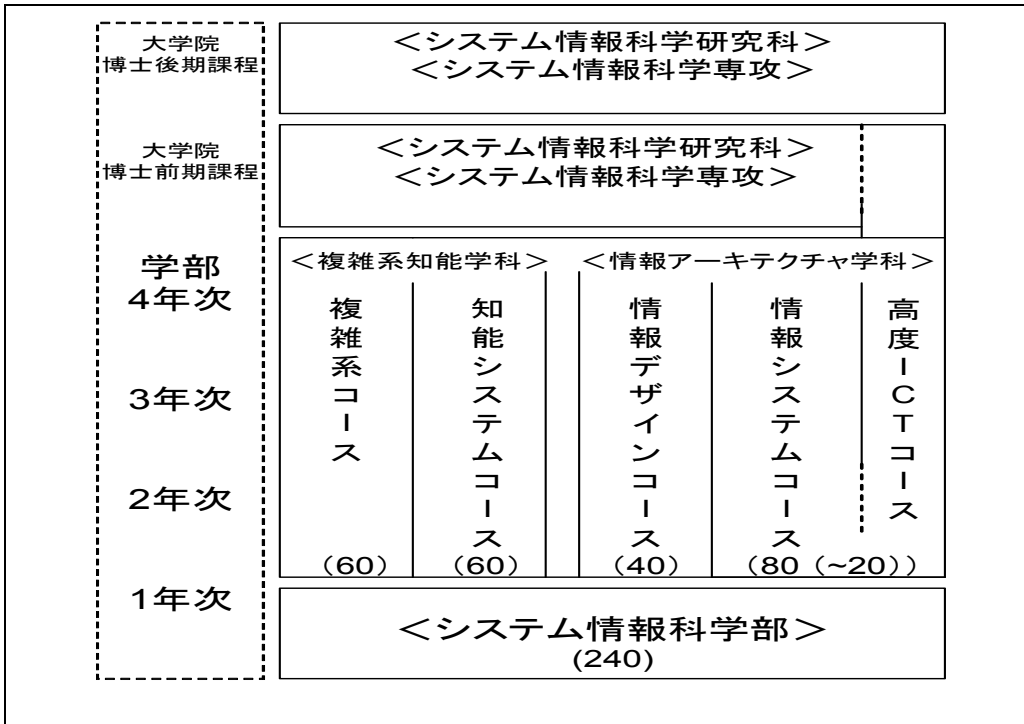 大学院
博士後期課程
＜システム情報科学研究科＞
＜システム情報科学専攻＞
大学院
博士前期課程
＜システム情報科学研究科＞
＜システム情報科学専攻＞
学部
4年次
3年次
2年次
1年次
＜複雑系知能学科＞
＜情報アーキテクチャ学科＞
複雑系コース
知能システムコース
情報デザインコース
情報システムコース
高度ICTコース
(60)
(60)
(40)
(80 (~20))
＜システム情報科学部＞
(240)